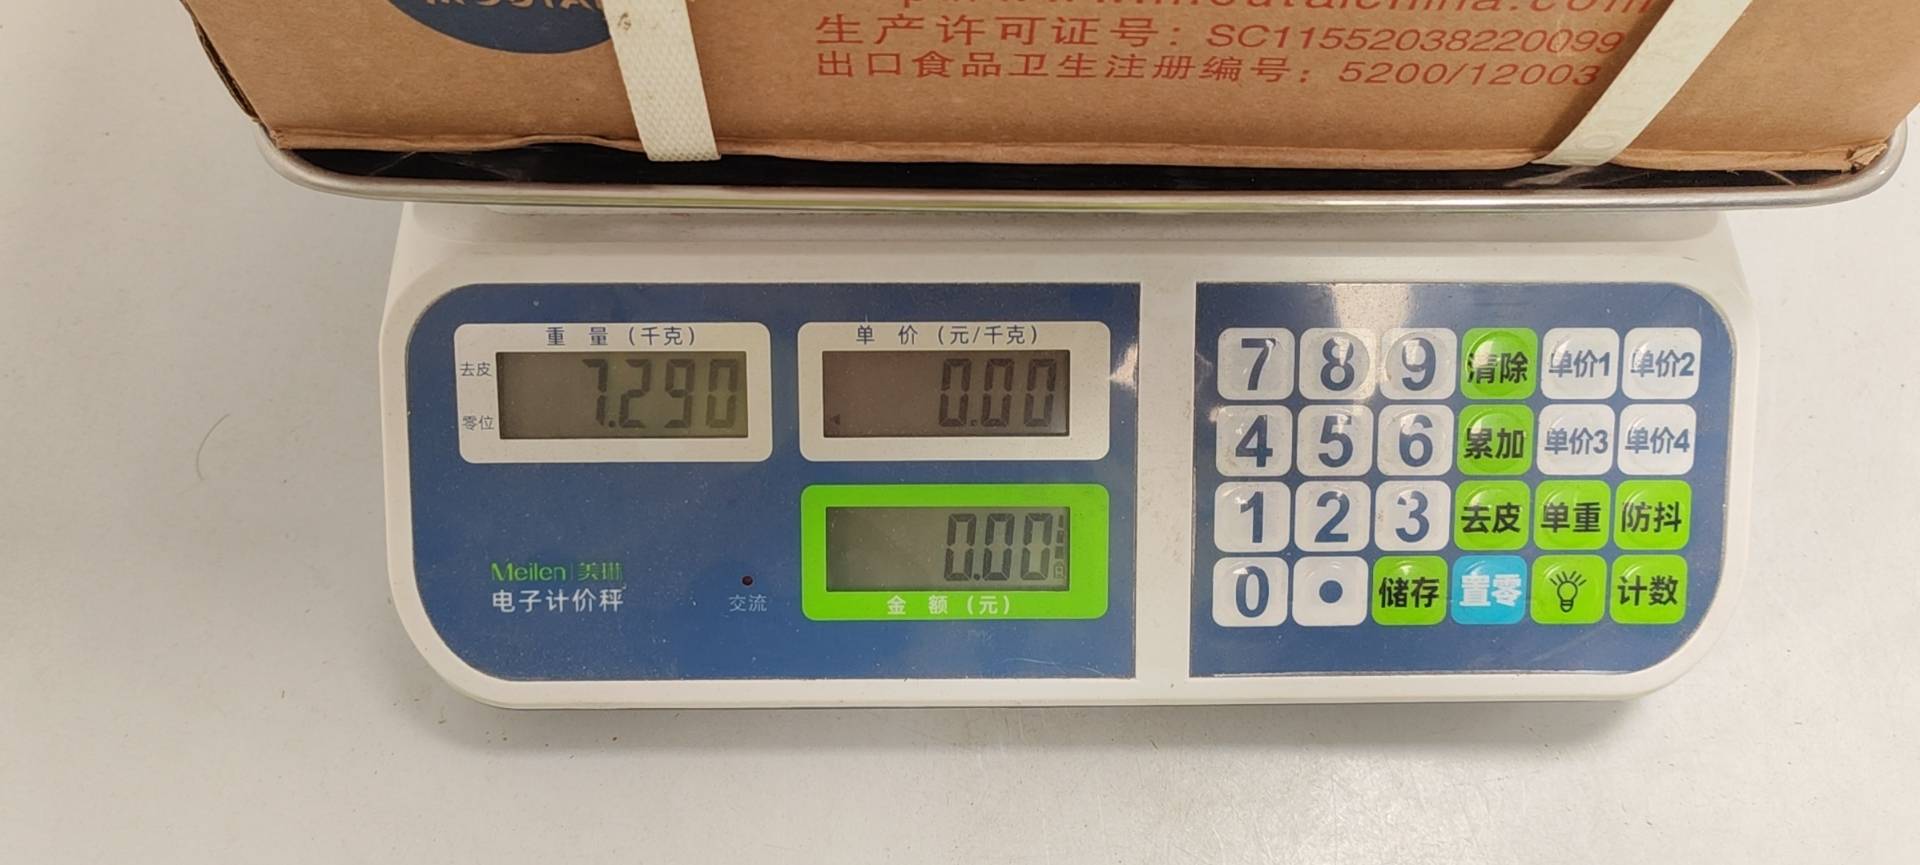 生产许可证号：SC11552038220099
出口食品卫生注册编号：5200/12003
重 量 (千克)
单 价 (元/千克)
去皮
零位
7.290
0.00
0.00
金 额 (元)
Meilen 美琳
电子计价秤
交流
7 8 9 清除 单价1 单价2
4 5 6 累加 单价3 单价4
1 2 3 去皮 单重 防抖
0 • 储存 置零 计数